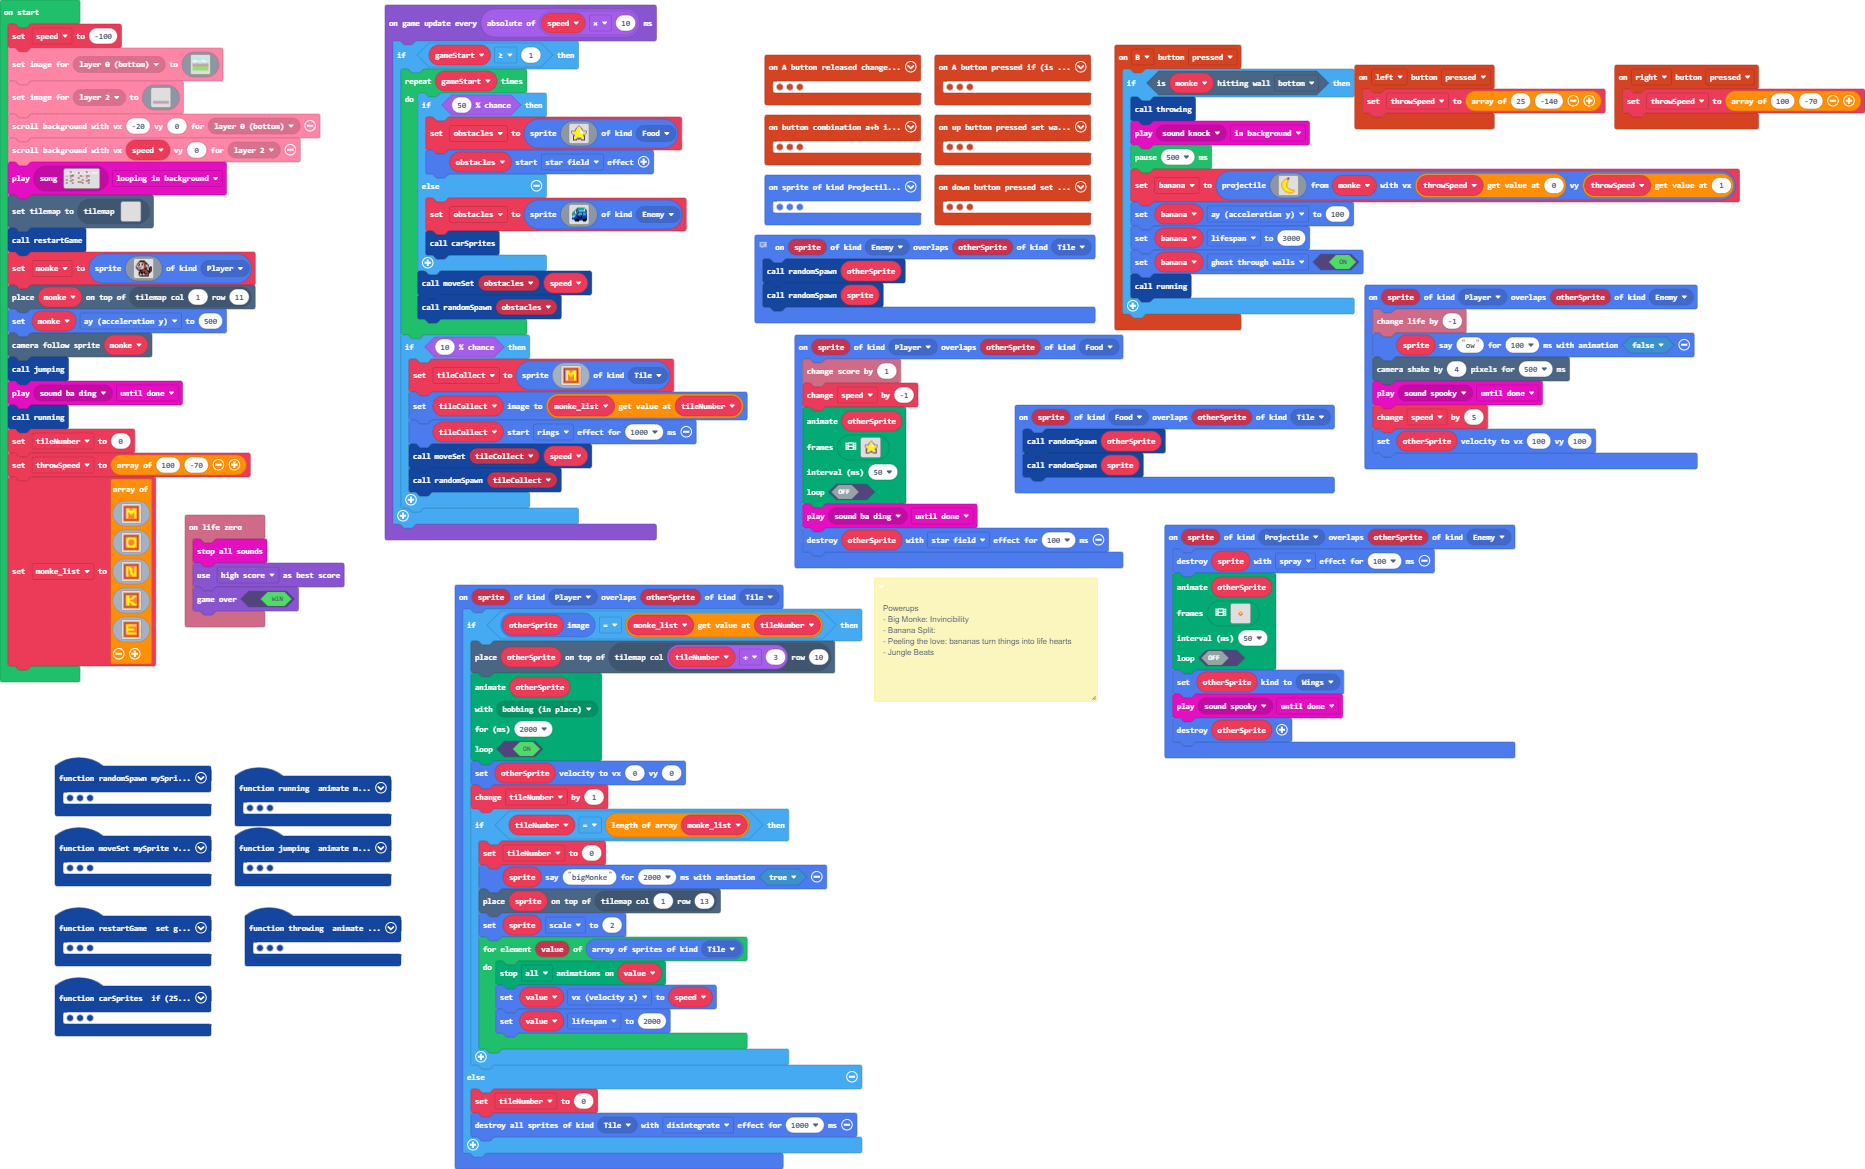 on start
set speed to -100
set image for layer 0 (bottom) to
set image for layer 2 to
scroll background with vx -20 vy 0 for layer 0 (bottom)
scroll background with vx speed vy 0 for layer 2
play song looping in background
set tilemap to tilemap
call restartGame
set monke to sprite of kind Player
place monke on top of tilemap col 1 row 11
set monke ay (acceleration y) to 500
camera follow sprite monke
call jumping
play sound ba ding until done
call running
set tileNumber to 0
set throwSpeed to array of 100 -70
set monke_list to array of
M
O
N
K
E
on life zero
stop all sounds
use high score as best score
game over WIN
function randomSpawn mySpri...
function running animate m...
function moveSet mySprite v...
function jumping animate m...
function restartGame set g...
function throwing animate ...
function carSprites if (25...
on game update every absolute of speed × 10 ms
if gameStart ≥ 1 then
repeat gameStart times
do if 50 % chance then
set obstacles to sprite of kind Food
obstacles start star field effect
else
set obstacles to sprite of kind Enemy
call carSprites
call moveSet obstacles speed
call randomSpawn obstacles
if 10 % chance then
set tileCollect to sprite M of kind Tile
set tileCollect image to monke_list get value at tileNumber
tileCollect start rings effect for 1000 ms
call moveSet tileCollect speed
call randomSpawn tileCollect
on sprite of kind Player overlaps otherSprite of kind Tile
if otherSprite image = monke_list get value at tileNumber then
place otherSprite on top of tilemap col tileNumber + 3 row 10
animate otherSprite
with bobbing (in place)
for (ms) 2000
loop ON
set otherSprite velocity to vx 0 vy 0
change tileNumber by 1
if tileNumber = length of array monke_list then
set tileNumber to 0
sprite say "bigMonke" for 2000 ms with animation true
place sprite on top of tilemap col 1 row 13
set sprite scale to 2
for element value of array of sprites of kind Tile
do stop all animations on value
set value vx (velocity x) to speed
set value lifespan to 2000
else
set tileNumber to 0
destroy all sprites of kind Tile with disintegrate effect for 1000 ms
on A button released change...
on A button pressed if (is ...
on button combination a+b i...
on up button pressed set wa...
on sprite of kind Projectil...
on down button pressed set ...
on sprite of kind Enemy overlaps otherSprite of kind Tile
call randomSpawn otherSprite
call randomSpawn sprite
on sprite of kind Player overlaps otherSprite of kind Food
change score by 1
change speed by -1
animate otherSprite
frames
interval (ms) 50
loop OFF
play sound ba ding until done
destroy otherSprite with star field effect for 100 ms
Powerups
- Big Monke: Invincibility
- Banana Split:
- Peeling the love: bananas turn things into life hearts
- Jungle Beats
on sprite of kind Food overlaps otherSprite of kind Tile
call randomSpawn otherSprite
call randomSpawn sprite
on B button pressed
if is monke hitting wall bottom then
call throwing
play sound knock in background
pause 500 ms
set banana to projectile from monke with vx throwSpeed get value at 0 vy throwSpeed get value at 1
set banana ay (acceleration y) to 100
set banana lifespan to 3000
set banana ghost through walls ON
call running
on left button pressed
set throwSpeed to array of 25 -140
on right button pressed
set throwSpeed to array of 100 -70
on sprite of kind Player overlaps otherSprite of kind Enemy
change life by -1
sprite say "ow" for 100 ms with animation false
camera shake by 4 pixels for 500 ms
play sound spooky until done
change speed by 5
set otherSprite velocity to vx 100 vy 100
on sprite of kind Projectile overlaps otherSprite of kind Enemy
destroy sprite with spray effect for 100 ms
animate otherSprite
frames
interval (ms) 50
loop OFF
set otherSprite kind to Wings
play sound spooky until done
destroy otherSprite